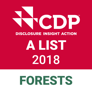 CDP
DISCLOSURE INSIGHT ACTION
A LIST
2018
FORESTS